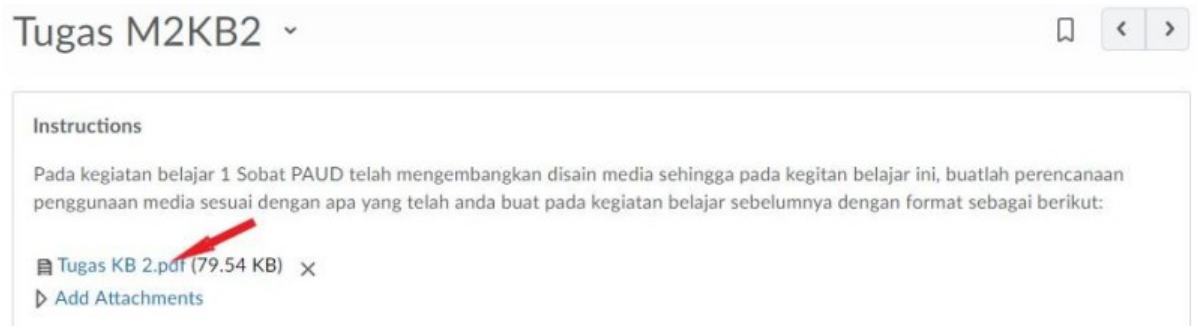 Tugas M2KB2
Instructions
Pada kegiatan belajar 1 Sobat PAUD telah mengembangkan disain media sehingga pada kegitan belajar ini, buatlah perencanaan
penggunaan media sesuai dengan apa yang telah anda buat pada kegiatan belajar sebelumnya dengan format sebagai berikut:
Tugas KB 2.pdf (79.54 KB)
Add Attachments